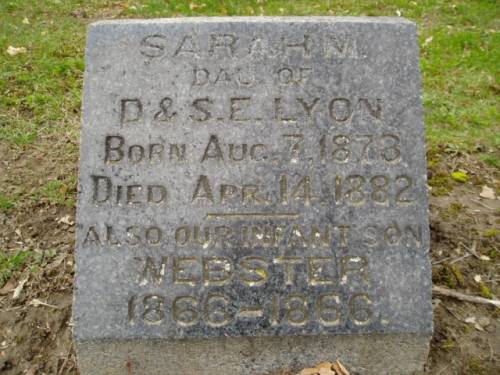 SARAH M.
DAU. OF
D & S. E. LYON
BORN AUG. 7. 1873
DIED APR. 14. 1882
ALSO OUR INFANT SON
WEBSTER
1866-1866.